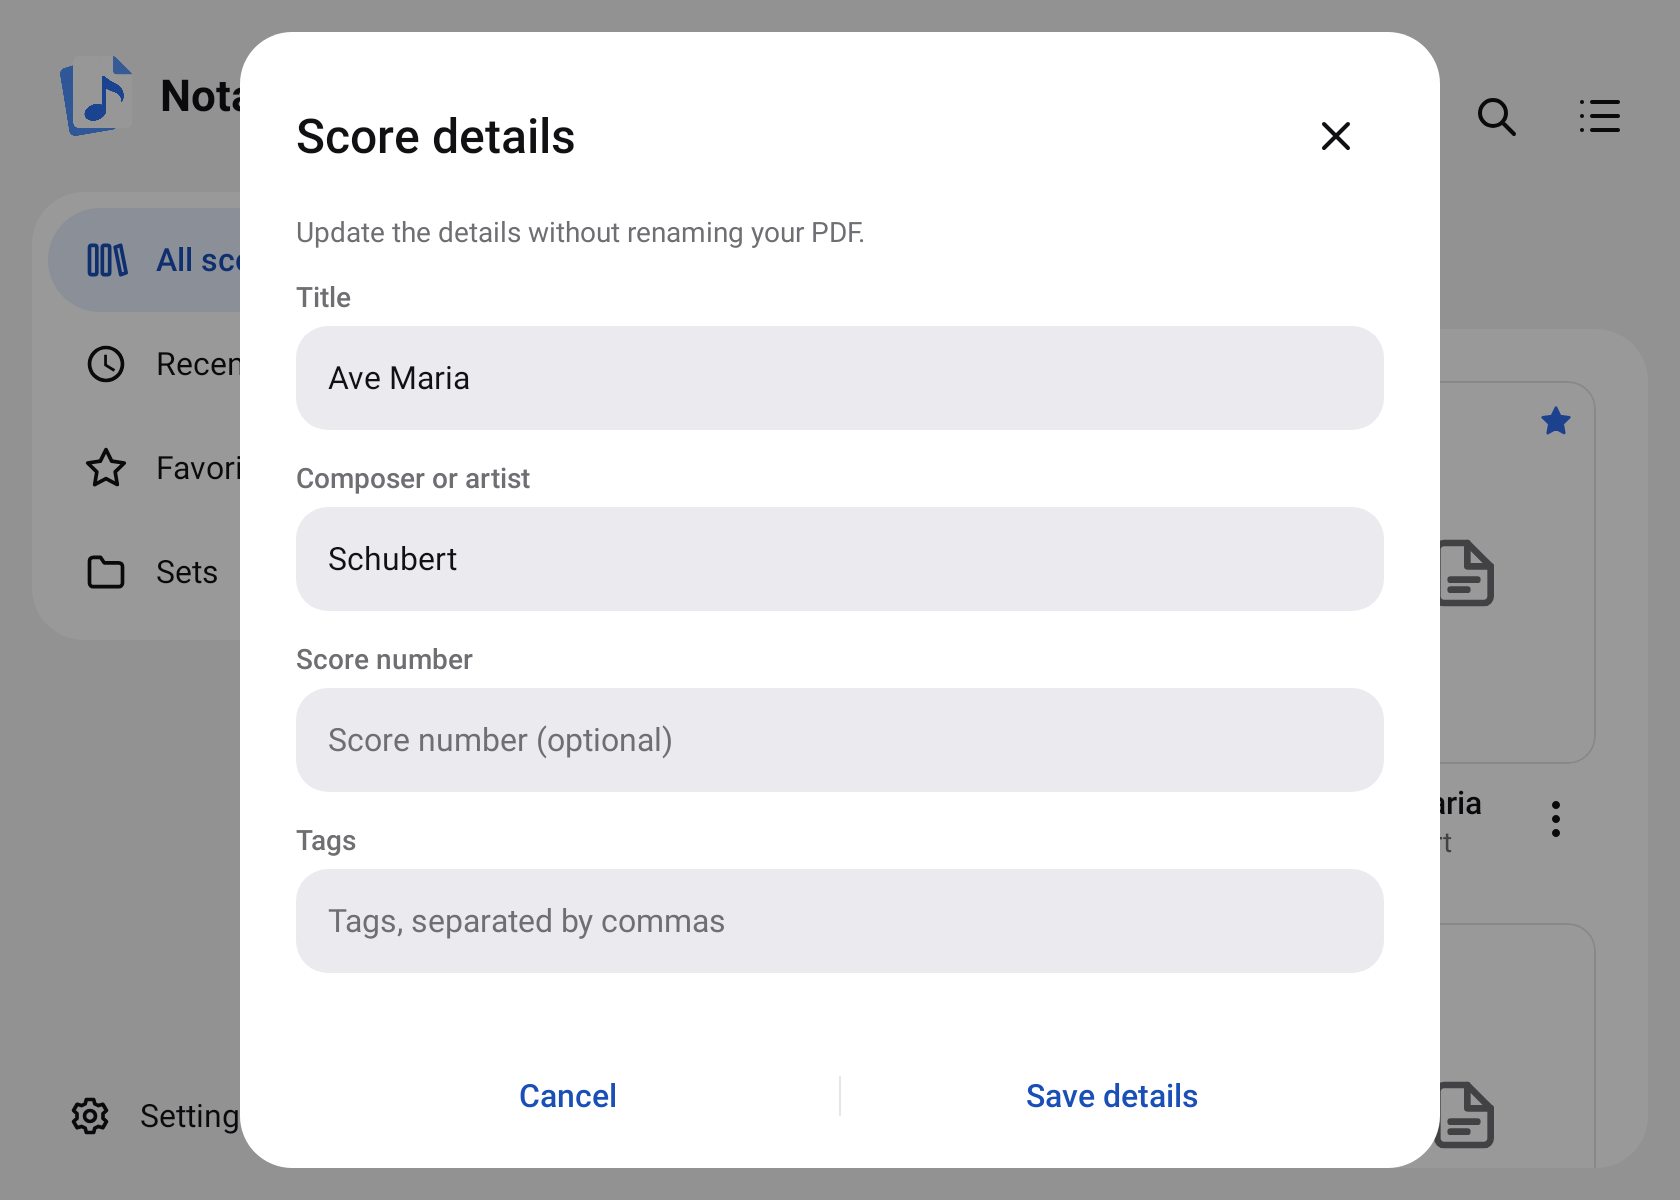 Score details
Update the details without renaming your PDF.
Title
Ave Maria
Composer or artist
Schubert
Score number
Score number (optional)
Tags
Tags, separated by commas
Cancel
Save details
All
Sets